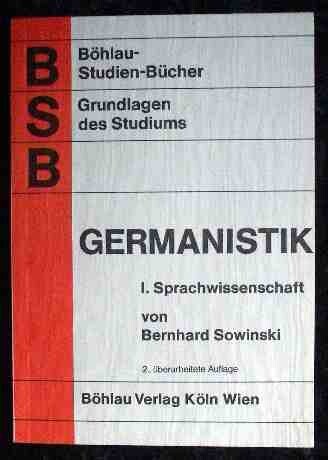 B
S
B
Böhlau-
Studien-Bücher
Grundlagen
des Studiums
GERMANISTIK
I. Sprachwissenschaft
von
Bernhard Sowinski
2. überarbeitete Auflage
Böhlau Verlag Köln Wien